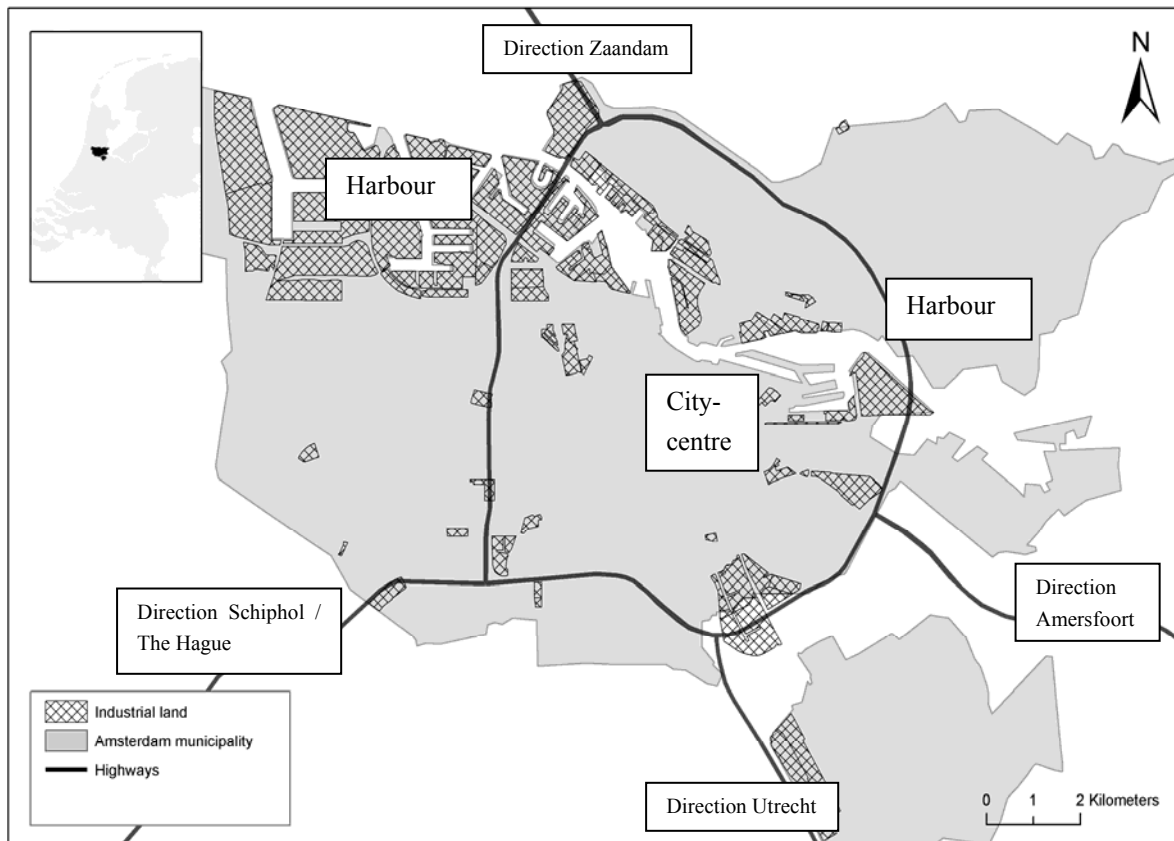 Direction Zaandam
N
Harbour
Harbour
City-
centre
Direction Schiphol /
The Hague
Direction
Amersfoort
Industrial land
Amsterdam municipality
Highways
Direction Utrecht
0 1 2 Kilometers